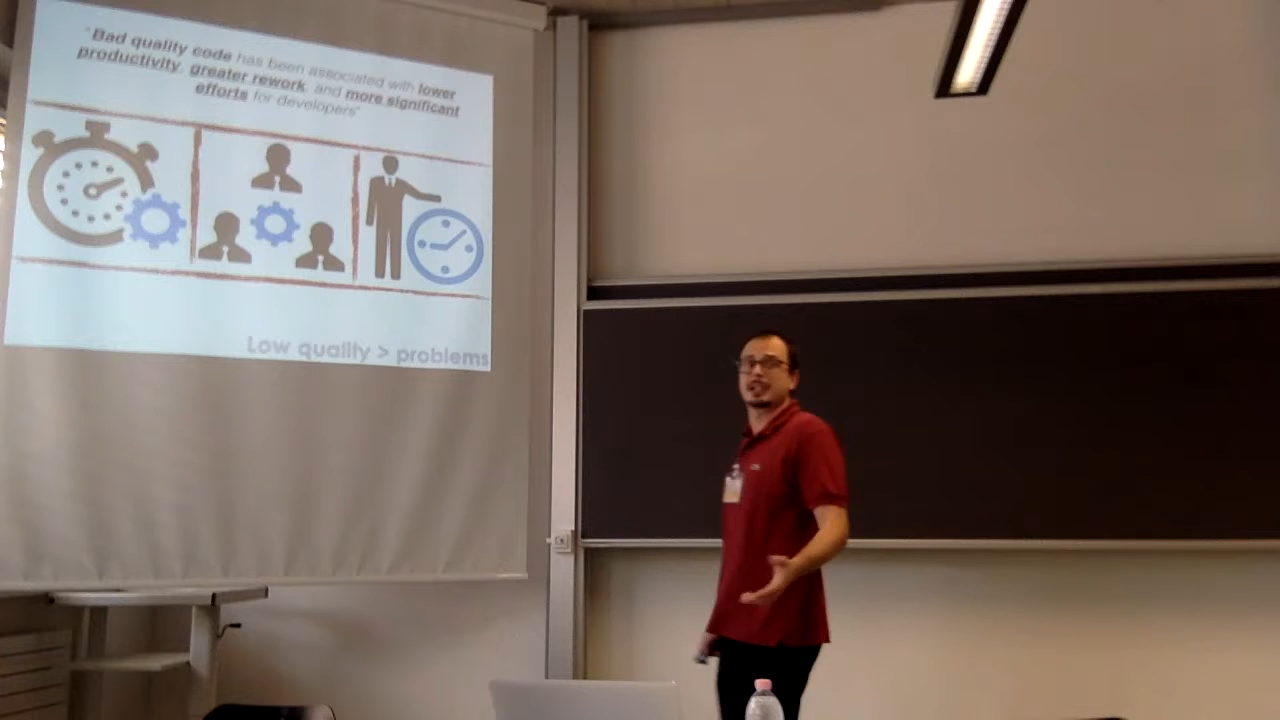 "Bad quality code has been associated with lower
productivity, greater rework, and more significant
efforts for developers"
Low quality > problems